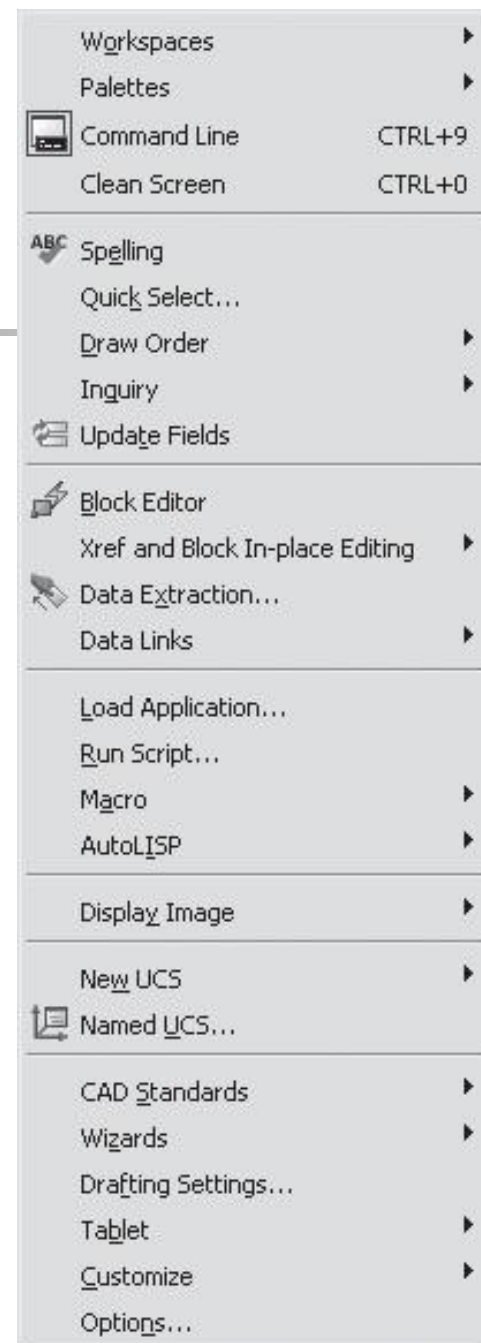 Workspaces
Palettes
Command Line CTRL+9
Clean Screen CTRL+0
ABC Spelling
Quick Select...
Draw Order
Inquiry
Update Fields
Block Editor
Xref and Block In-place Editing
Data Extraction...
Data Links
Load Application...
Run Script...
Macro
AutoLISP
Display Image
New UCS
Named UCS...
CAD Standards
Wizards
Drafting Settings...
Tablet
Customize
Options...